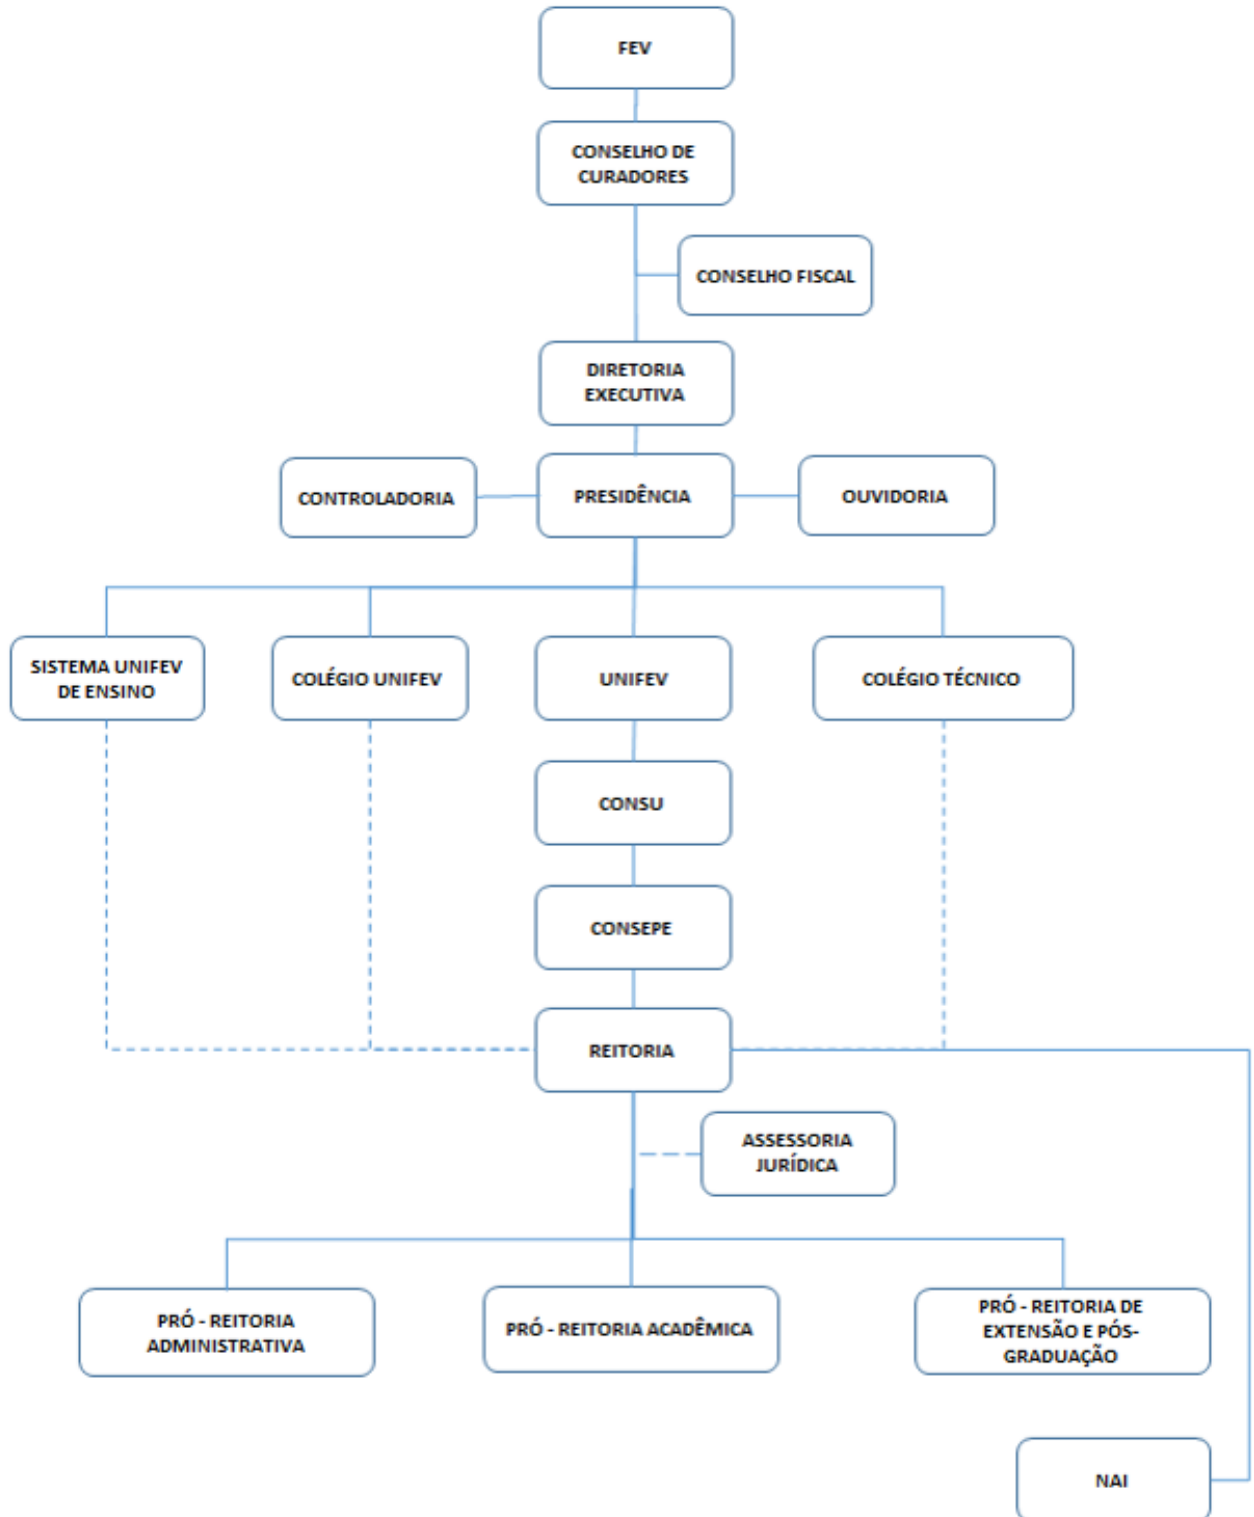 FEV
CONSELHO DE
CURADORES
CONSELHO FISCAL
DIRETORIA
EXECUTIVA
CONTROLADORIA
PRESIDÊNCIA
OUVIDORIA
SISTEMA UNIFEV
DE ENSINO
COLÉGIO UNIFEV
UNIFEV
COLÉGIO TÉCNICO
CONSU
CONSEPE
REITORIA
ASSESSORIA
JURÍDICA
PRÓ - REITORIA
ADMINISTRATIVA
PRÓ - REITORIA ACADÊMICA
PRÓ - REITORIA DE
EXTENSÃO E PÓS-
GRADUAÇÃO
NAI